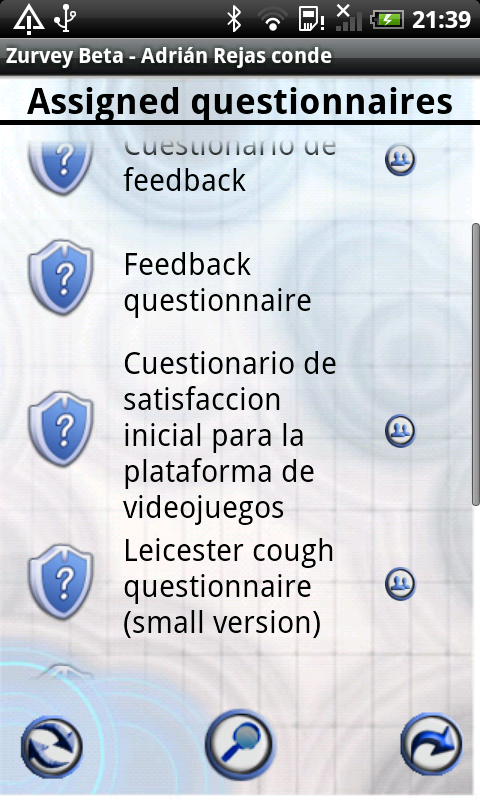 21:39
Zurvey Beta - Adrián Rejas conde
Assigned questionnaires
Cuestionario de
feedback
Feedback
questionnaire
Cuestionario de
satisfaccion
inicial para la
plataforma de
videojuegos
Leicester cough
questionnaire
(small version)